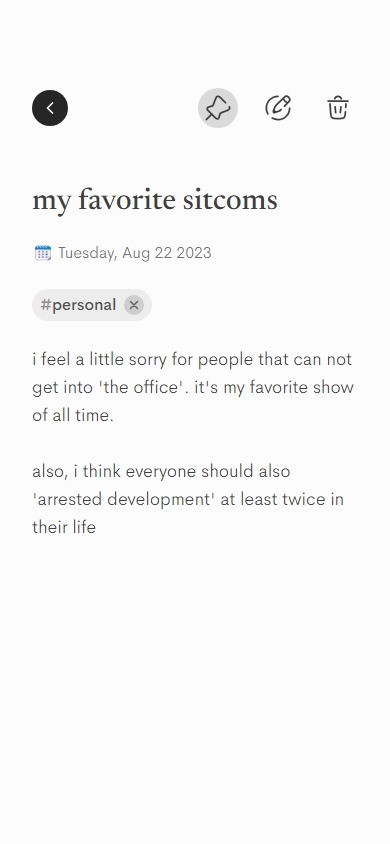 my favorite sitcoms
Tuesday, Aug 22 2023
#personal
i feel a little sorry for people that can not
get into 'the office'. it's my favorite show
of all time.
also, i think everyone should also
'arrested development' at least twice in
their life